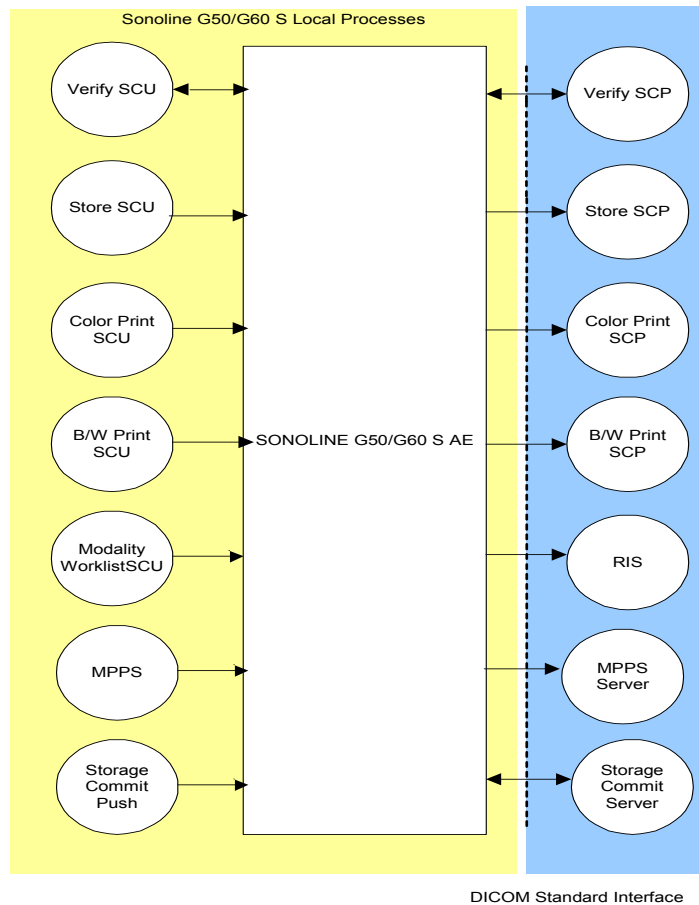 Sonoline G50/G60 S Local Processes
Verify SCU
Verify SCP
Store SCU
Store SCP
Color Print
SCU
Color Print
SCP
B/W Print
SCU
SONOLINE G50/G60 S AE
B/W Print
SCP
Modality
WorklistSCU
RIS
MPPS
MPPS
Server
Storage
Commit
Push
Storage
Commit
Server
DICOM Standard Interface